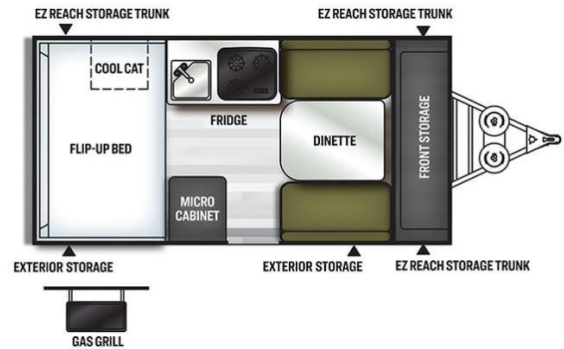 EZ REACH STORAGE TRUNK
EZ REACH STORAGE TRUNK
COOL CAT
FRIDGE
FLIP-UP BED
DINETTE
FRONT STORAGE
MICRO
CABINET
EXTERIOR STORAGE
EXTERIOR STORAGE
EZ REACH STORAGE TRUNK
GAS GRILL